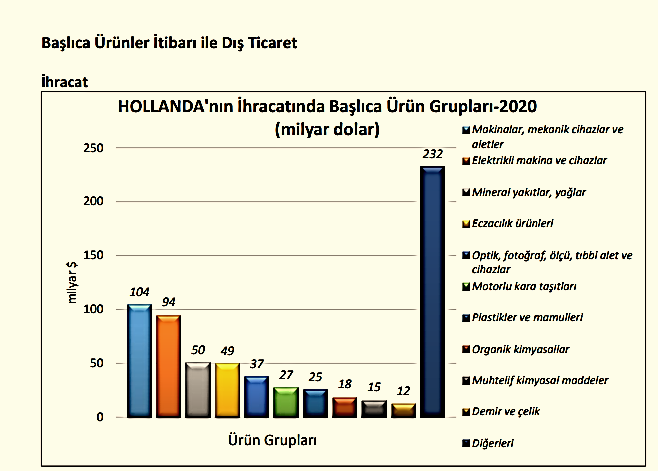 Başlıca Ürünler İtibarı ile Dış Ticaret
İhracat
HOLLANDA'nın İhracatında Başlıca Ürün Grupları-2020
(milyar dolar)
250
200
150
100
50
0
milyar $
104
94
50
49
37
27
25
18
15
12
232
Ürün Grupları
Makinalar, mekanik cihazlar ve
aletler
Elektrikli makina ve cihazlar
Mineral yakıtlar, yağlar
Eczacılık ürünleri
Optik, fotoğraf, ölçü, tıbbi alet ve
cihazlar
Motorlu kara taşıtları
Plastikler ve mamulleri
Organik kimyasallar
Muhtelif kimyasal maddeler
Demir ve çelik
Diğerleri